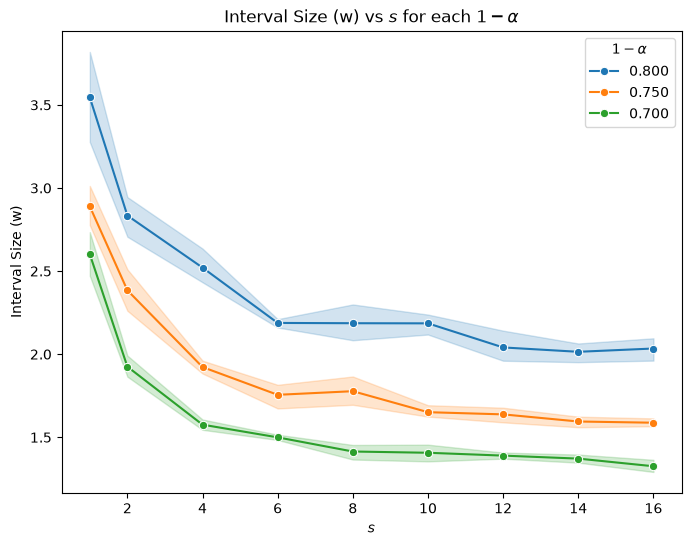 Interval Size (w) vs s for each 1 − α
1 − α
0.800
0.750
0.700
3.5
3.0
2.5
2.0
1.5
Interval Size (w)
2 4 6 8 10 12 14 16
s